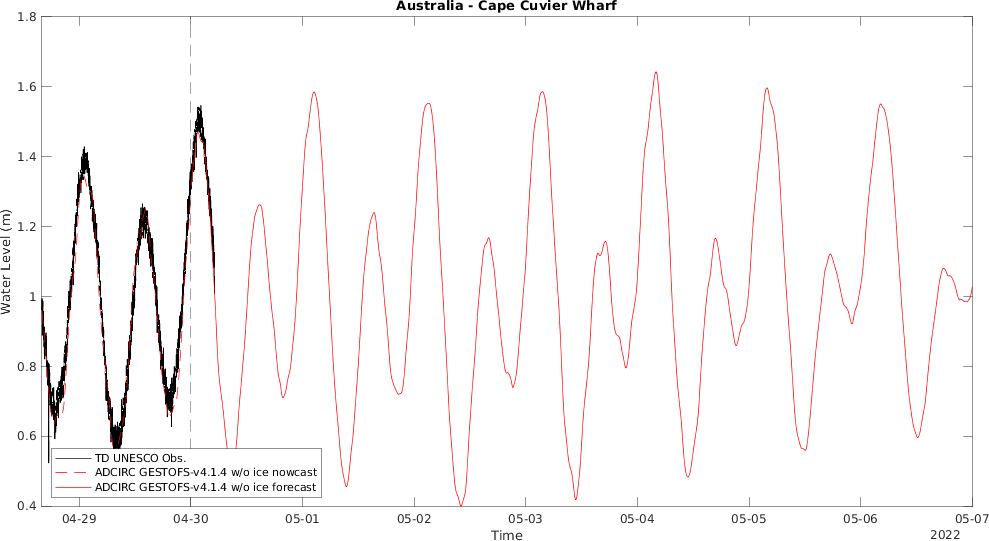 Australia - Cape Cuvier Wharf
1.8
1.6
1.4
1.2
1
0.8
0.6
0.4
Water Level (m)
TD UNESCO Obs.
ADCIRC GESTOFS-v4.1.4 w/o ice nowcast
ADCIRC GESTOFS-v4.1.4 w/o ice forecast
04-29 04-30 05-01 05-02 05-03 05-04 05-05 05-06 05-07
Time
2022